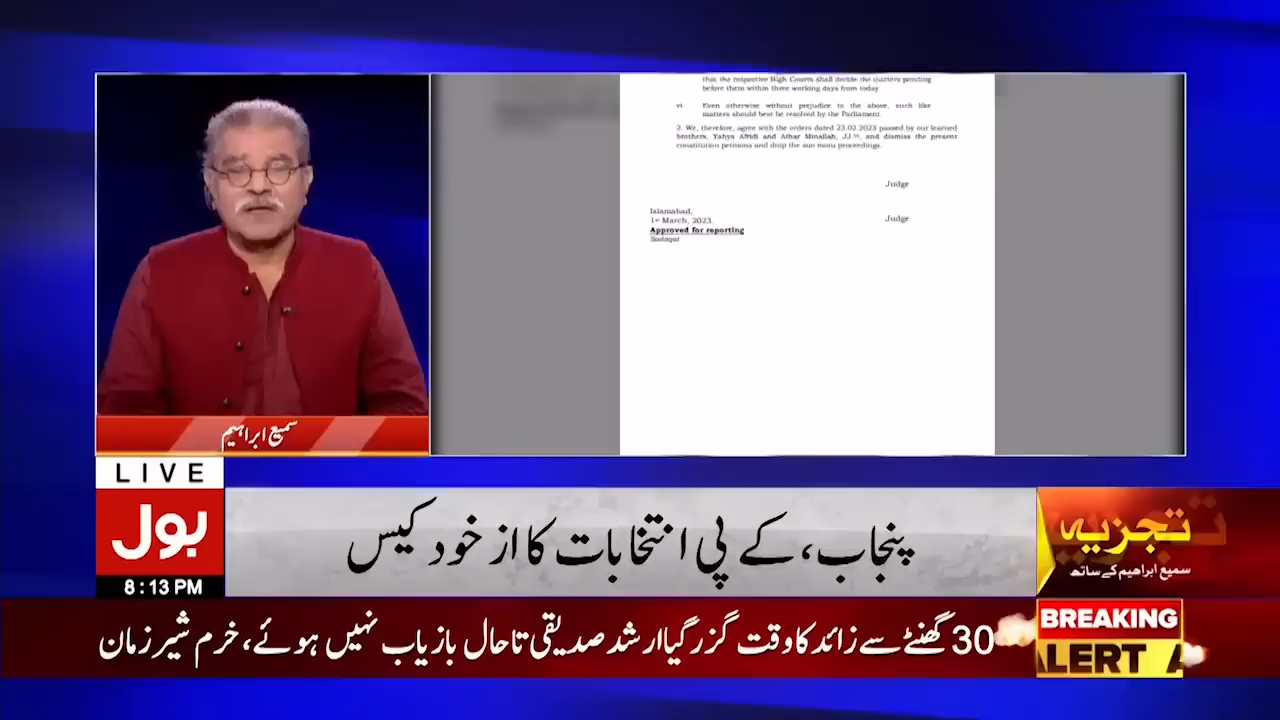 that the respective High Courts shall decide the matters pending
before them within three working days from today
vi Even otherwise without prejudice to the above, such like
matters should best be resolved by the Parliament.
2. We, therefore, agree with the orders dated 23.02.2023 passed by our learned
brothers, Yahya Afridi and Athar Minallah, JJ and dismiss the present
constitution petitions and drop the suo motu proceedings.
Judge
Judge
Islamabad,
1st March, 2023.
Approved for reporting
Sadaqat
سمیع ابراہیم
LIVE
بول
8:13 PM
پنجاب، کے پی انتخابات کا از خود کیس
تجزیہ
سمیع ابراهیم کے ساتھ
30 گھنٹے سے زائد کا وقت گزر گیا ارشد صدیقی تاحال بازیاب نہیں ہوئے، خرم شیر زمان
BREAKING
ALERT A